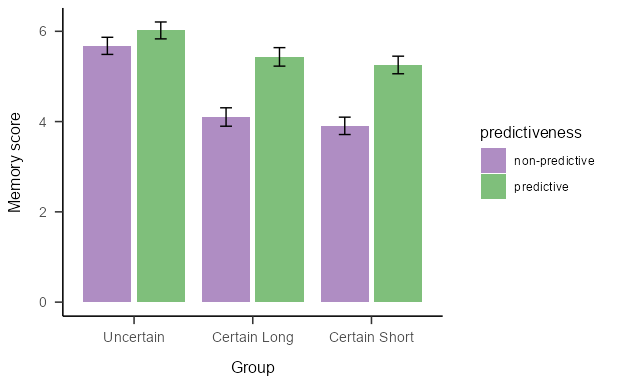 6
4
2
0
Memory score
Uncertain
Certain Long
Certain Short
Group
predictiveness
non-predictive
predictive